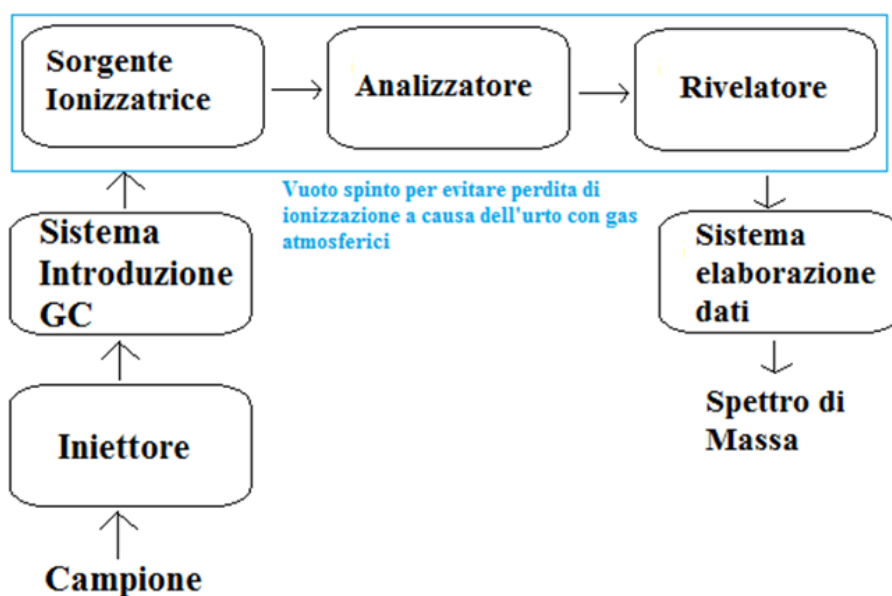 Sorgente
Ionizzatrice
Analizzatore
Rivelatore
Vuoto spinto per evitare perdita di
ionizzazione a causa dell'urto con gas
atmosferici
Sistema
Introduzione
GC
Sistema
elaborazione
dati
Iniettore
Spettro di
Massa
Campione